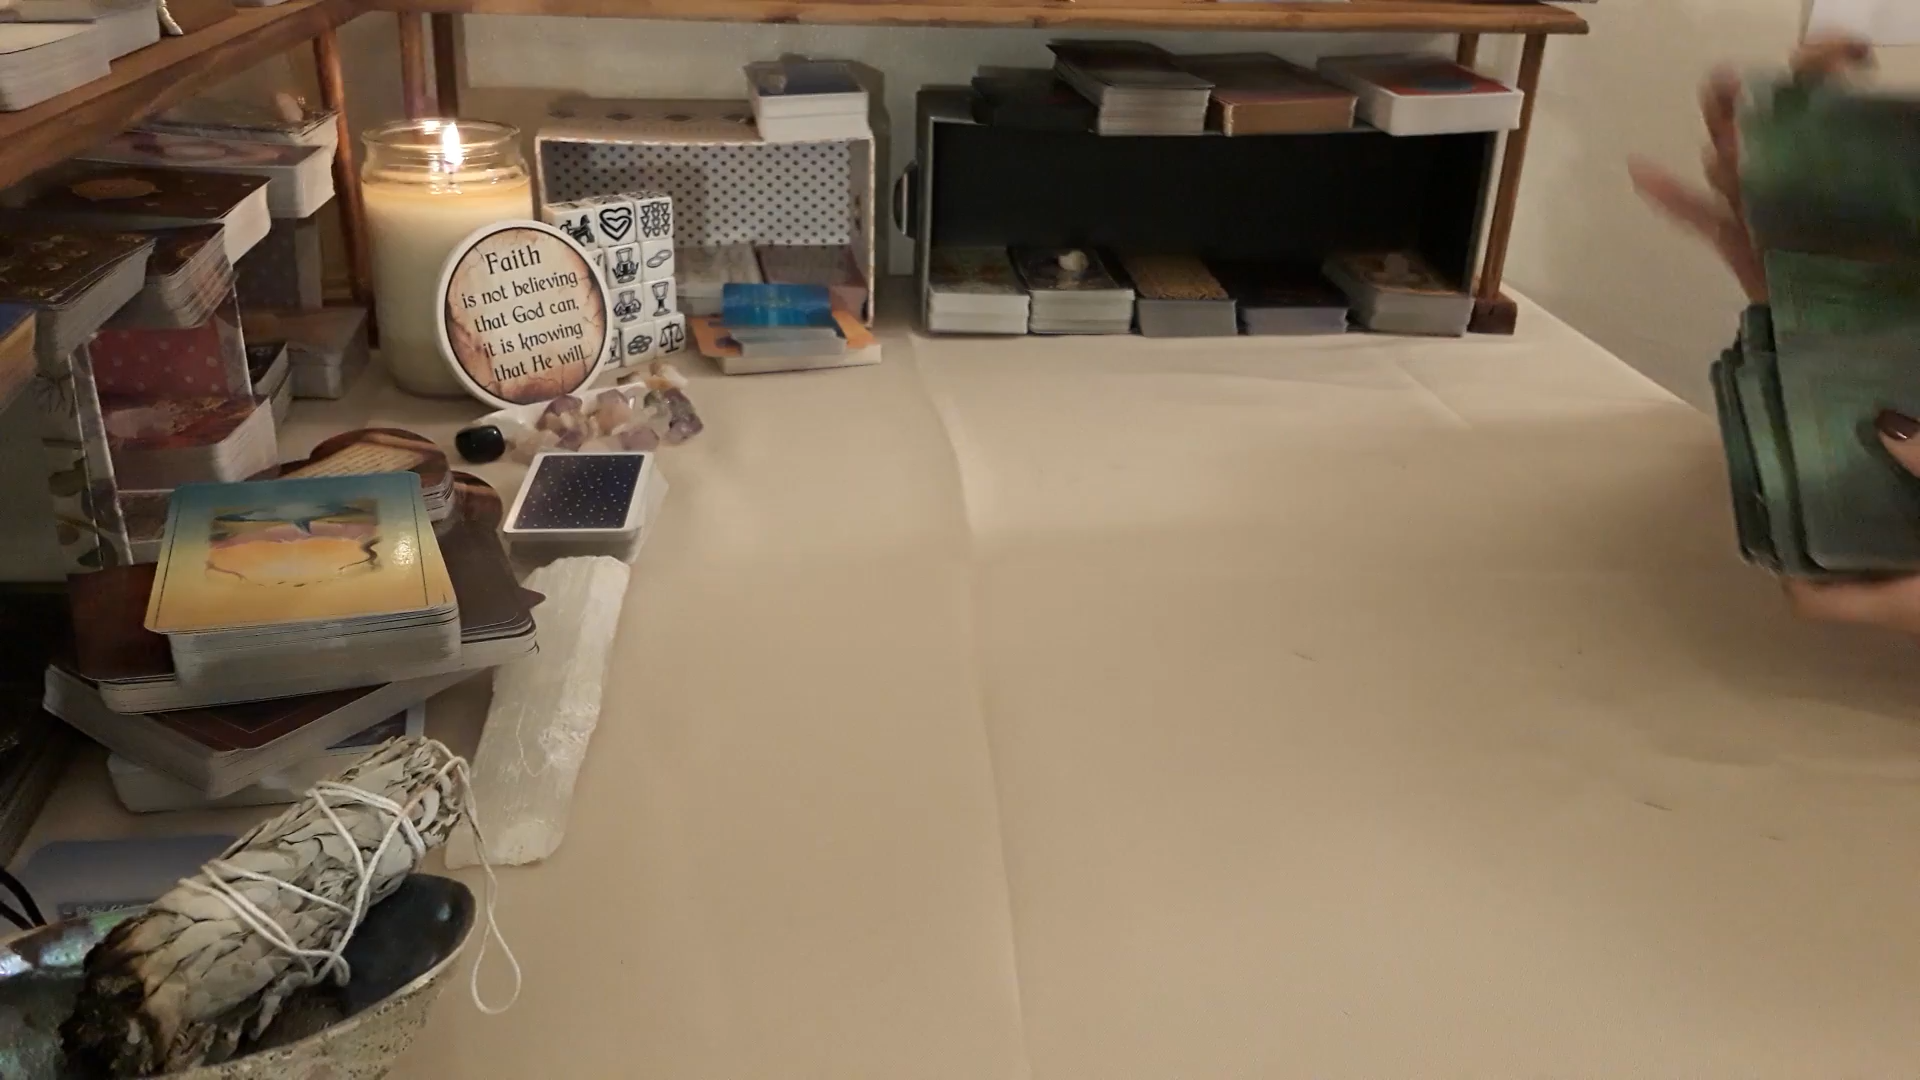 Faith
is not believing
that God can,
it is knowing
that He will.